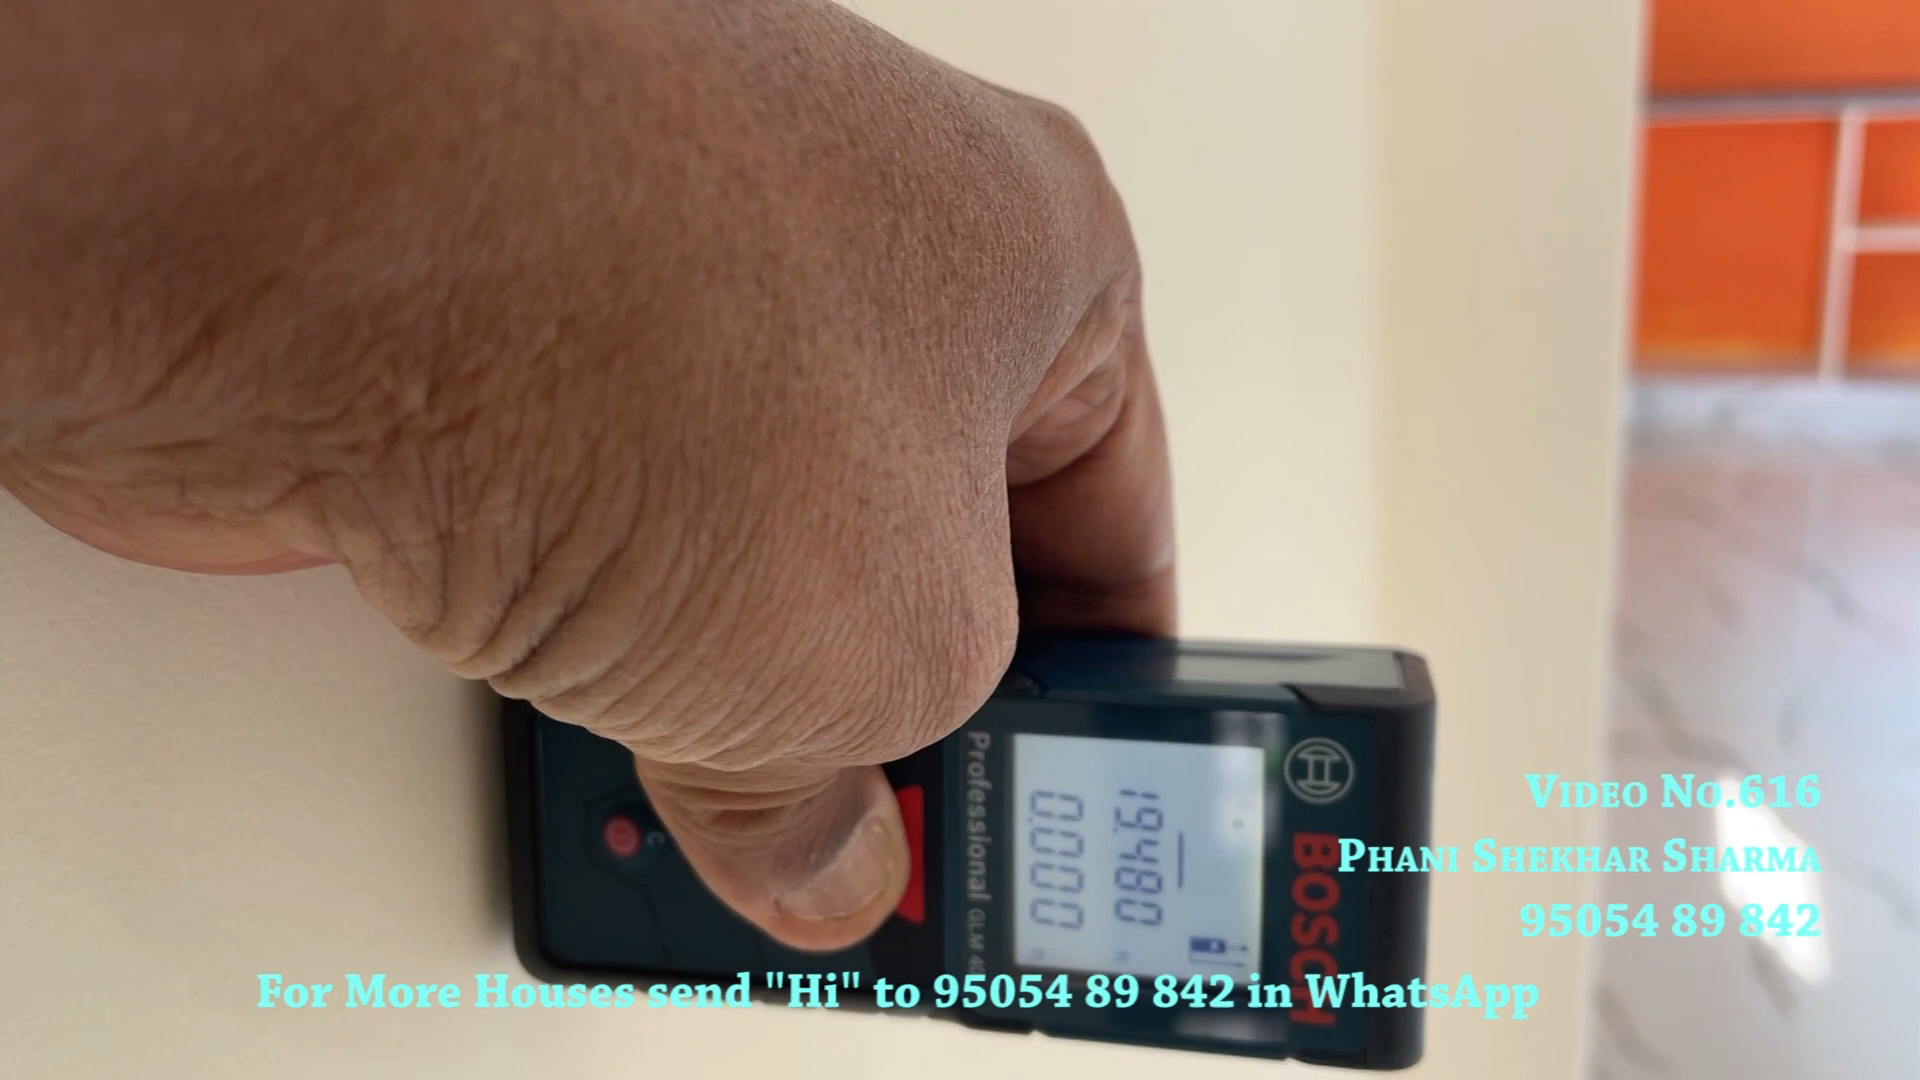 BOSCH
19.480
0.000
Professional GLM
C
Video No.616
Phani Shekhar Sharma
95054 89 842
For More Houses send "Hi" to 95054 89 842 in WhatsApp